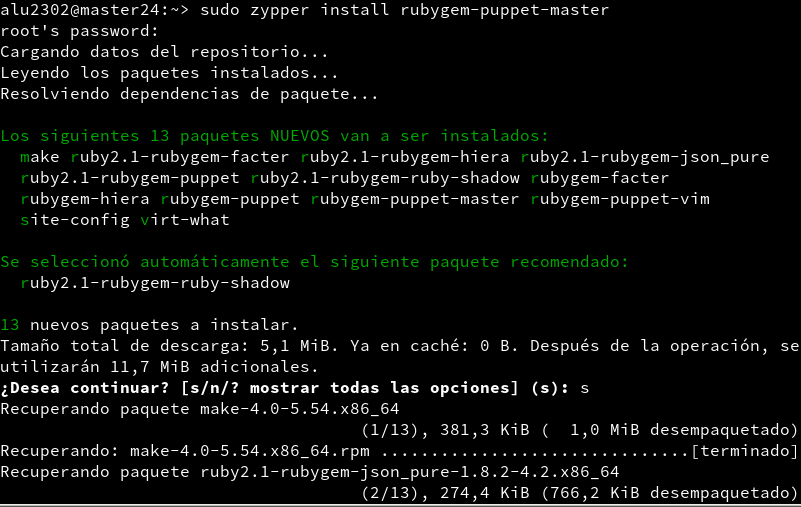 alu2302@master24:~> sudo zypper install rubygem-puppet-master
root's password:
Cargando datos del repositorio...
Leyendo los paquetes instalados...
Resolviendo dependencias de paquete...
Los siguientes 13 paquetes NUEVOS van a ser instalados:
make ruby2.1-rubygem-facter ruby2.1-rubygem-hiera ruby2.1-rubygem-json_pure
ruby2.1-rubygem-puppet ruby2.1-rubygem-ruby-shadow rubygem-facter
rubygem-hiera rubygem-puppet rubygem-puppet-master rubygem-puppet-vim
site-config virt-what
Se seleccionó automáticamente el siguiente paquete recomendado:
ruby2.1-rubygem-ruby-shadow
13 nuevos paquetes a instalar.
Tamaño total de descarga: 5,1 MiB. Ya en caché: 0 B. Después de la operación, se
utilizarán 11,7 MiB adicionales.
¿Desea continuar? [s/n/? mostrar todas las opciones] (s): s
Recuperando paquete make-4.0-5.54.x86_64
(1/13), 381,3 KiB (  1,0 MiB desempaquetado)
Recuperando: make-4.0-5.54.x86_64.rpm ...............................[terminado]
Recuperando paquete ruby2.1-rubygem-json_pure-1.8.2-4.2.x86_64
(2/13), 274,4 KiB (766,2 KiB desempaquetado)